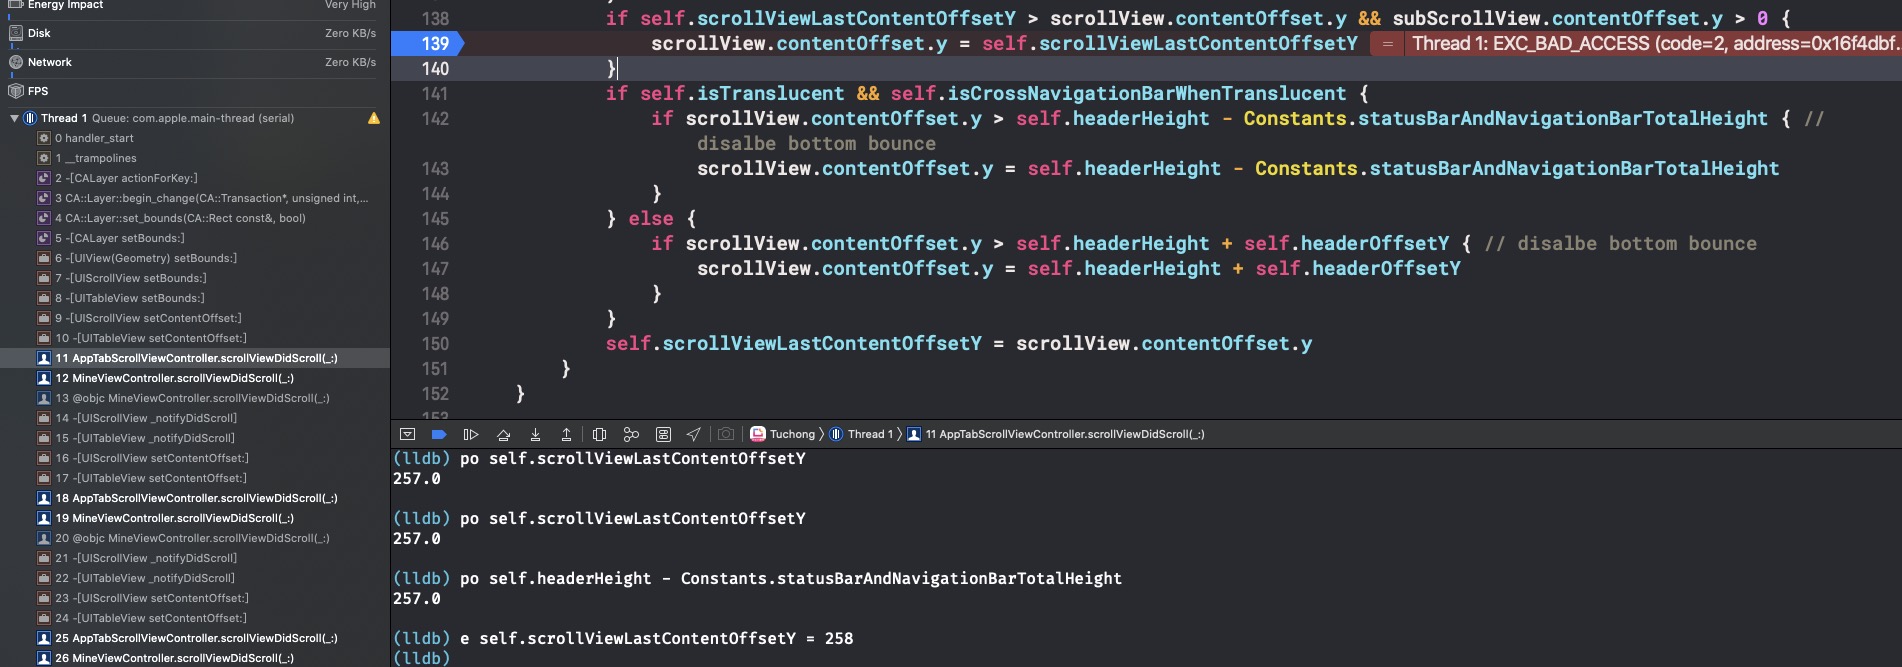 Energy Impact Very High
Disk Zero KB/s
Network Zero KB/s
FPS
Thread 1 Queue: com.apple.main-thread (serial)
0 handler_start
1 __trampolines
2 -[CALayer actionForKey:]
3 CA::Layer::begin_change(CA::Transaction*, unsigned int,...
4 CA::Layer::set_bounds(CA::Rect const&, bool)
5 -[CALayer setBounds:]
6 -[UIView(Geometry) setBounds:]
7 -[UIScrollView setBounds:]
8 -[UITableView setBounds:]
9 -[UIScrollView setContentOffset:]
10 -[UITableView setContentOffset:]
11 AppTabScrollViewController.scrollViewDidScroll(_:)
12 MineViewController.scrollViewDidScroll(_:)
13 @objc MineViewController.scrollViewDidScroll(_:)
14 -[UIScrollView _notifyDidScroll]
15 -[UITableView _notifyDidScroll]
16 -[UIScrollView setContentOffset:]
17 -[UITableView setContentOffset:]
18 AppTabScrollViewController.scrollViewDidScroll(_:)
19 MineViewController.scrollViewDidScroll(_:)
20 @objc MineViewController.scrollViewDidScroll(_:)
21 -[UIScrollView _notifyDidScroll]
22 -[UITableView _notifyDidScroll]
23 -[UIScrollView setContentOffset:]
24 -[UITableView setContentOffset:]
25 AppTabScrollViewController.scrollViewDidScroll(_:)
26 MineViewController.scrollViewDidScroll(_:)
138 if self.scrollViewLastContentOffsetY > scrollView.contentOffset.y && subScrollView.contentOffset.y > 0 {
139 scrollView.contentOffset.y = self.scrollViewLastContentOffsetY = Thread 1: EXC_BAD_ACCESS (code=2, address=0x16f4dbf...
140 }
141 if self.isTranslucent && self.isCrossNavigationBarWhenTranslucent {
142 if scrollView.contentOffset.y > self.headerHeight - Constants.statusBarAndNavigationBarTotalHeight { //
disalbe bottom bounce
143 scrollView.contentOffset.y = self.headerHeight - Constants.statusBarAndNavigationBarTotalHeight
144 }
145 } else {
146 if scrollView.contentOffset.y > self.headerHeight + self.headerOffsetY { // disalbe bottom bounce
147 scrollView.contentOffset.y = self.headerHeight + self.headerOffsetY
148 }
149 }
150 self.scrollViewLastContentOffsetY = scrollView.contentOffset.y
151 }
152 }
153
Tuchong Thread 1 11 AppTabScrollViewController.scrollViewDidScroll(_:)
(lldb) po self.scrollViewLastContentOffsetY
257.0
(lldb) po self.scrollViewLastContentOffsetY
257.0
(lldb) po self.headerHeight - Constants.statusBarAndNavigationBarTotalHeight
257.0
(lldb) e self.scrollViewLastContentOffsetY = 258
(lldb)